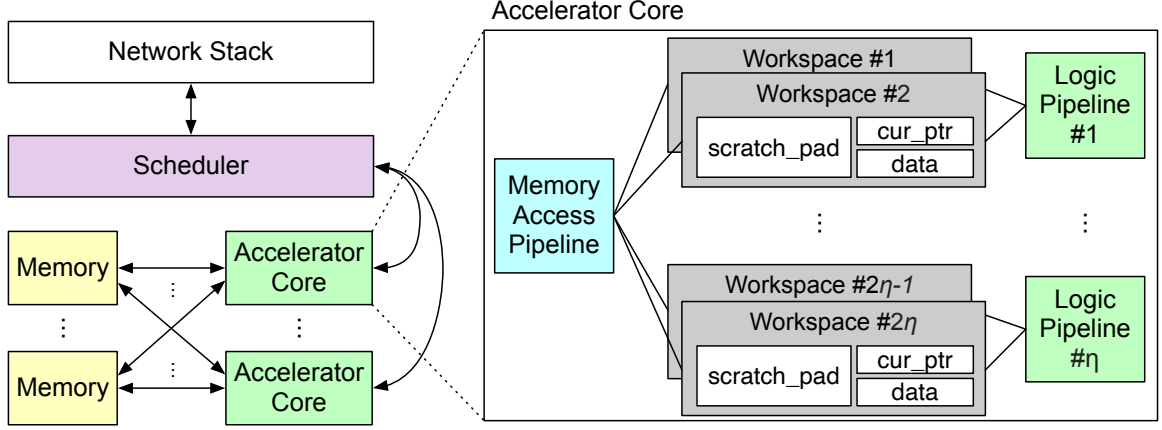 Accelerator Core
Network Stack
Scheduler
Memory
Accelerator
Core
...
...
Memory
Accelerator
Core
...
...
Memory
Access
Pipeline
Workspace #1
Workspace #2
scratch_pad
cur_ptr
data
Logic
Pipeline
#1
...
...
Workspace #2η-1
Workspace #2η
scratch_pad
cur_ptr
data
Logic
Pipeline
#η